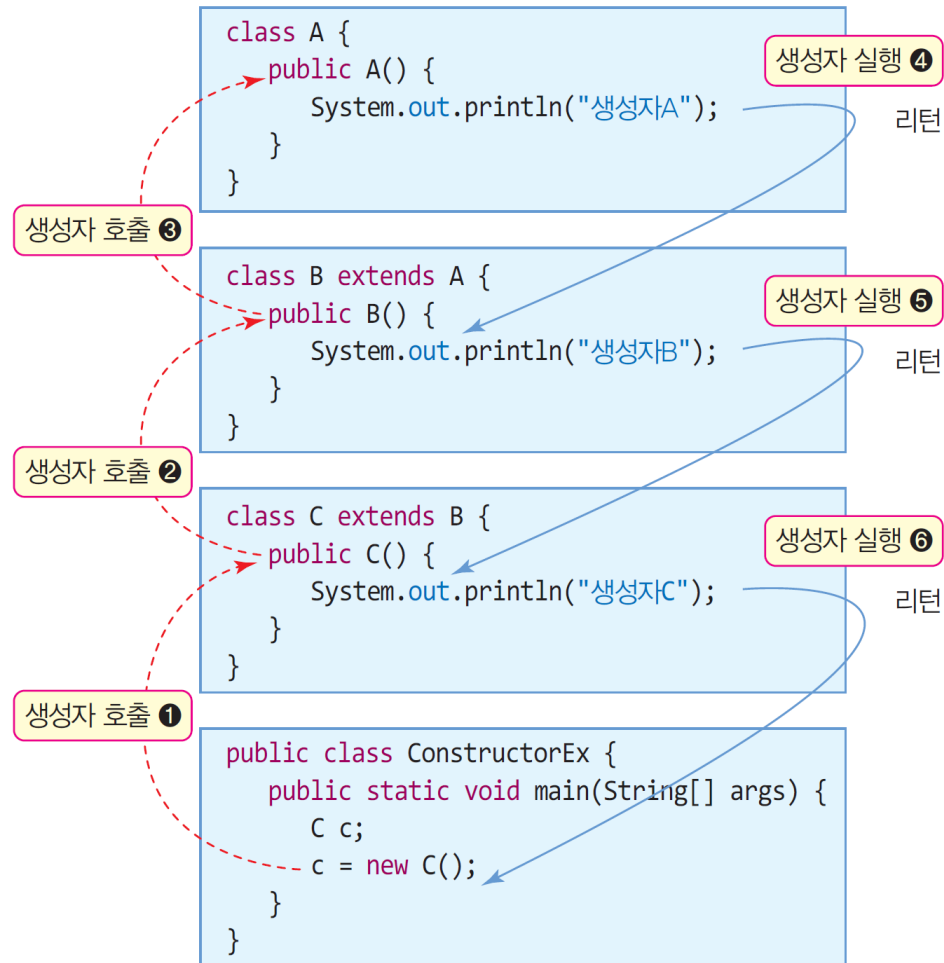 class A {
public A() {
생성자 실행 ❹
System.out.println("생성자A");
리턴
}
}
생성자 호출 ❸
class B extends A {
생성자 실행 ❺
public B() {
System.out.println("생성자B");
리턴
}
}
생성자 호출 ❷
class C extends B {
생성자 실행 ❻
public C() {
System.out.println("생성자C");
리턴
}
}
생성자 호출 ❶
public class ConstructorEx {
public static void main(String[] args) {
C c;
c = new C();
}
}